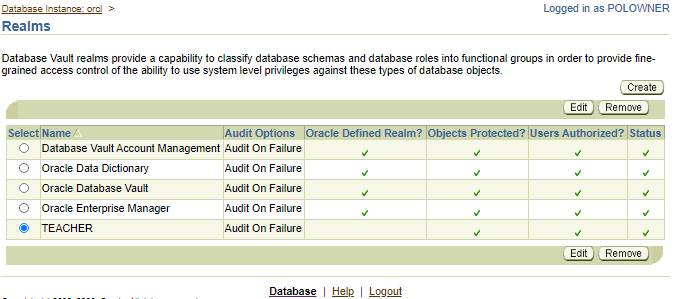 Database Instance: orcl >
Logged in as POLOWNER
Realms
Database Vault realms provide a capability to classify database schemas and database roles into functional groups in order to provide fine-
grained access control of the ability to use system level privileges against these types of database objects.
Create
Edit Remove
Select Name Audit Options Oracle Defined Realm? Objects Protected? Users Authorized? Status
Database Vault Account Management Audit On Failure
Oracle Data Dictionary Audit On Failure
Oracle Database Vault Audit On Failure
Oracle Enterprise Manager Audit On Failure
TEACHER Audit On Failure
Edit Remove
Database | Help | Logout